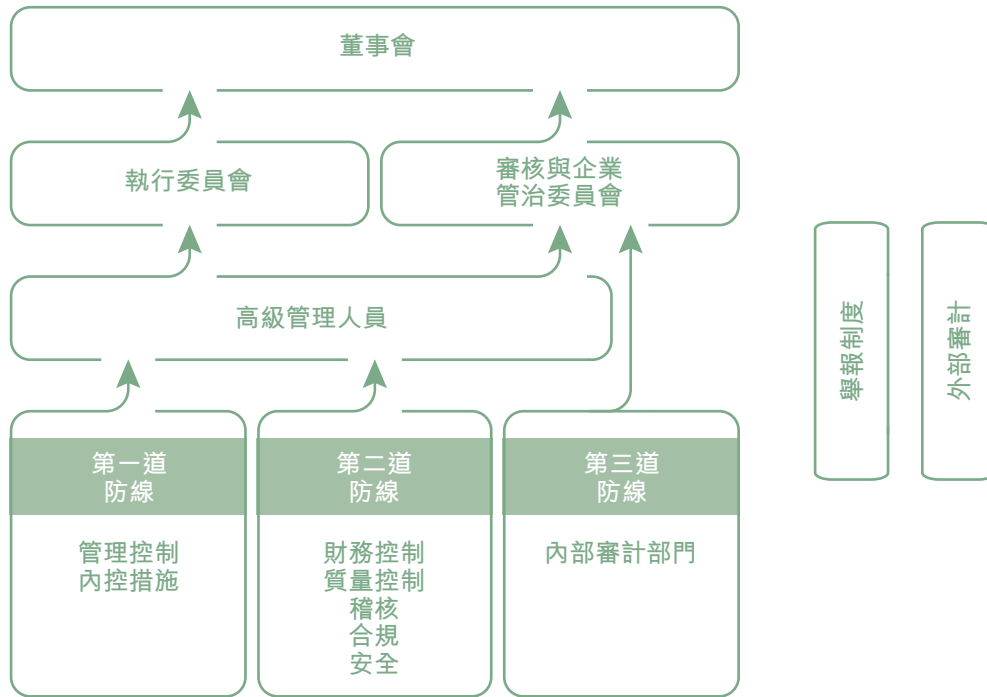 董事會
執行委員會
審核與企業
管治委員會
高級管理人員
第一道
防線
管理控制
內控措施
第二道
防線
財務控制
質量控制
稽核
合規
安全
第三道
防線
內部審計部門
舉報制度
外部審計